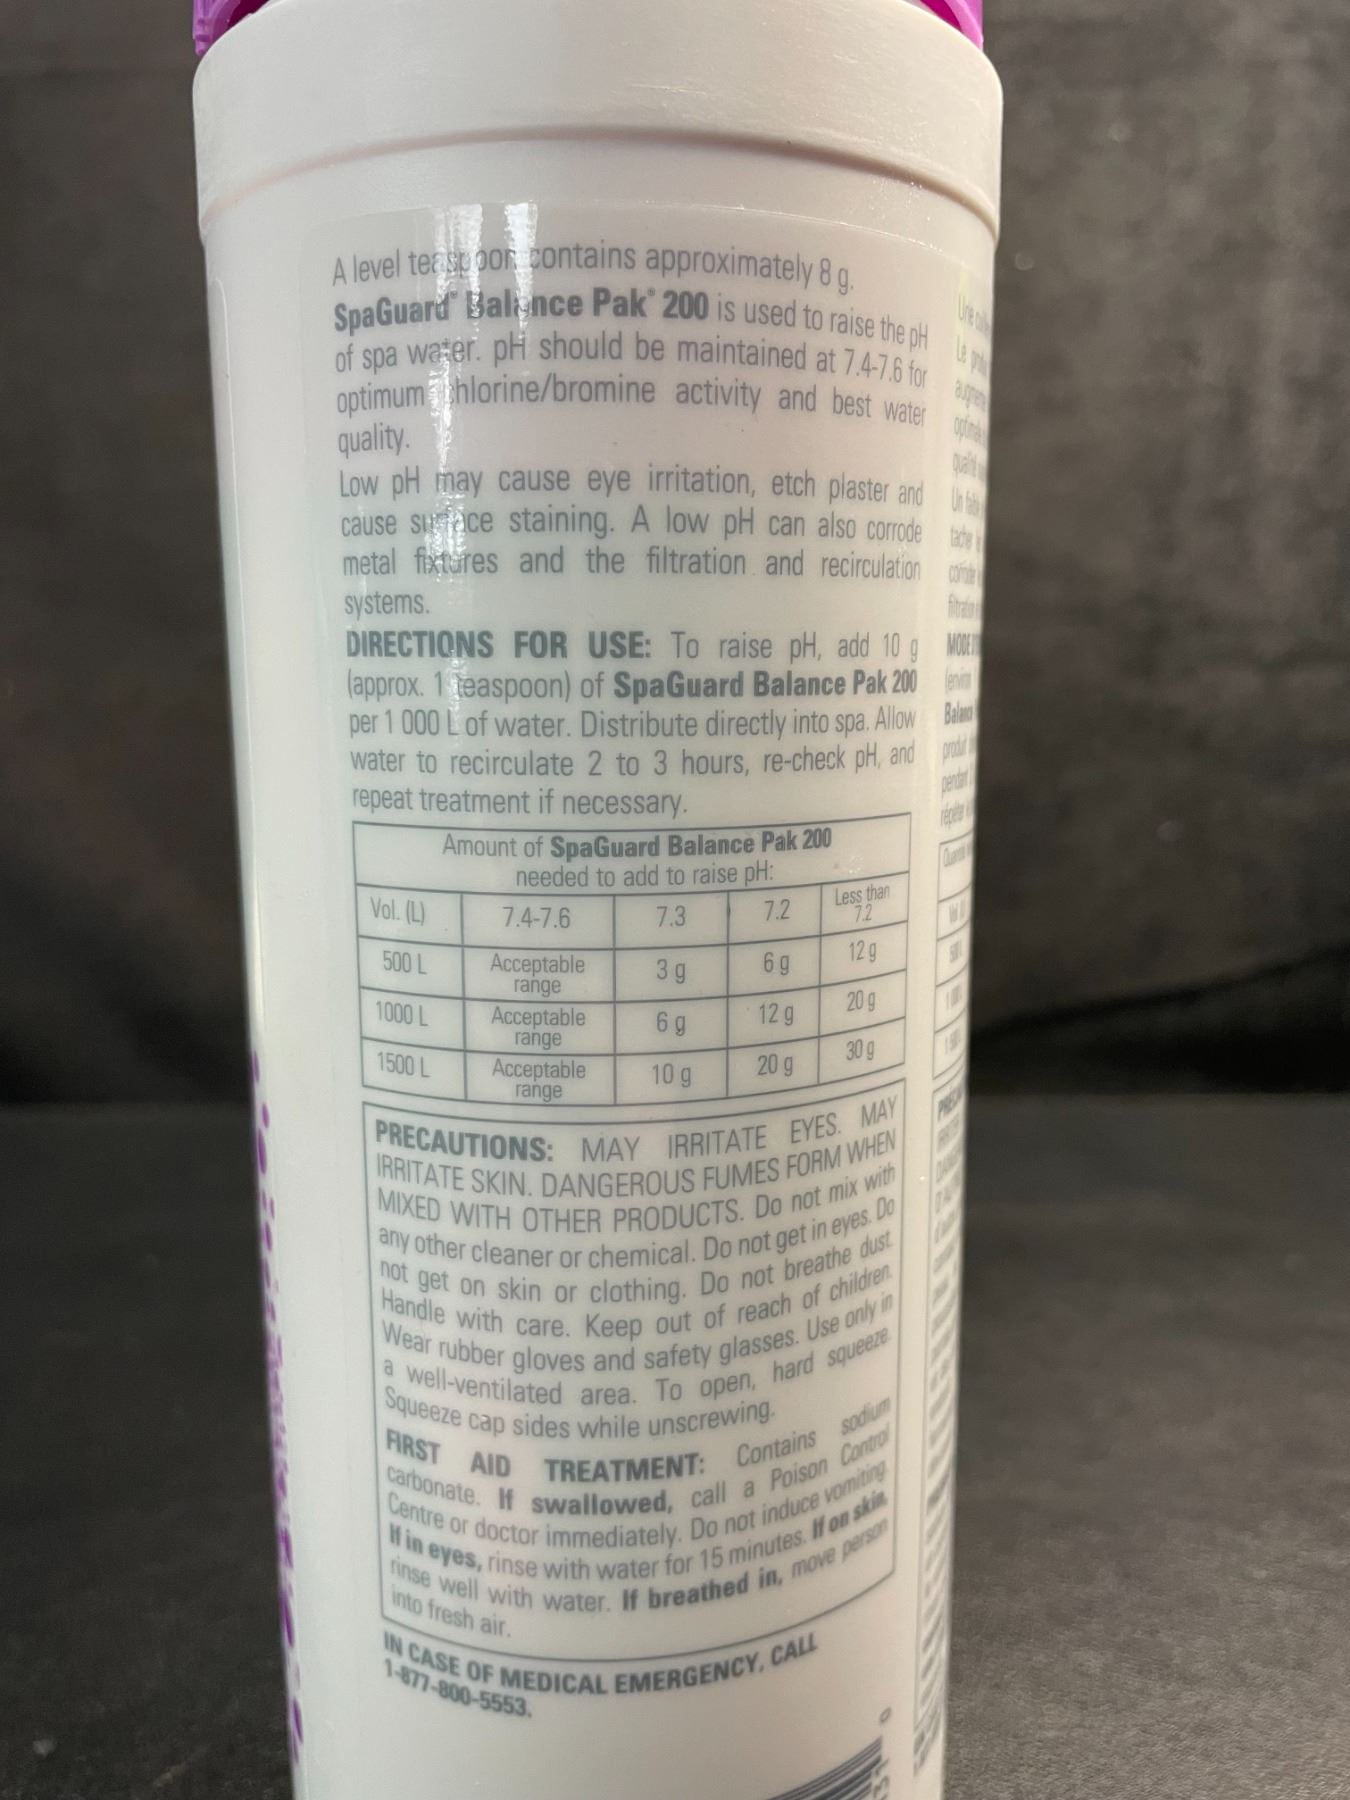 A level teaspoon contains approximately 8 g.
SpaGuard® Balance Pak® 200 is used to raise the pH
of spa water. pH should be maintained at 7.4-7.6 for
optimum chlorine/bromine activity and best water
quality.
Low pH may cause eye irritation, etch plaster and
cause surface staining. A low pH can also corrode
metal fixtures and the filtration and recirculation
systems.
DIRECTIONS FOR USE: To raise pH, add 10 g
(approx. 1 teaspoon) of SpaGuard Balance Pak 200
per 1 000 L of water. Distribute directly into spa. Allow
water to recirculate 2 to 3 hours, re-check pH, and
repeat treatment if necessary.
Amount of SpaGuard Balance Pak 200
needed to add to raise pH:
Vol. (L) 7.4-7.6 7.3 7.2 Less than 7.2
500 L Acceptable range 3 g 6 g 12 g
1000 L Acceptable range 6 g 12 g 20 g
1500 L Acceptable range 10 g 20 g 30 g
PRECAUTIONS: MAY IRRITATE EYES. MAY
IRRITATE SKIN. DANGEROUS FUMES FORM WHEN
MIXED WITH OTHER PRODUCTS. Do not mix with
any other cleaner or chemical. Do not get in eyes. Do
not get on skin or clothing. Do not breathe dust.
Handle with care. Keep out of reach of children.
Wear rubber gloves and safety glasses. Use only in
a well-ventilated area. To open, hard squeeze.
Squeeze cap sides while unscrewing.
FIRST AID TREATMENT: Contains sodium
carbonate. If swallowed, call a Poison Control
Centre or doctor immediately. Do not induce vomiting.
If in eyes, rinse with water for 15 minutes. If on skin,
rinse well with water. If breathed in, move person
into fresh air.
IN CASE OF MEDICAL EMERGENCY, CALL
1-877-800-5553.
Une
Le
Un
MODE
Balance